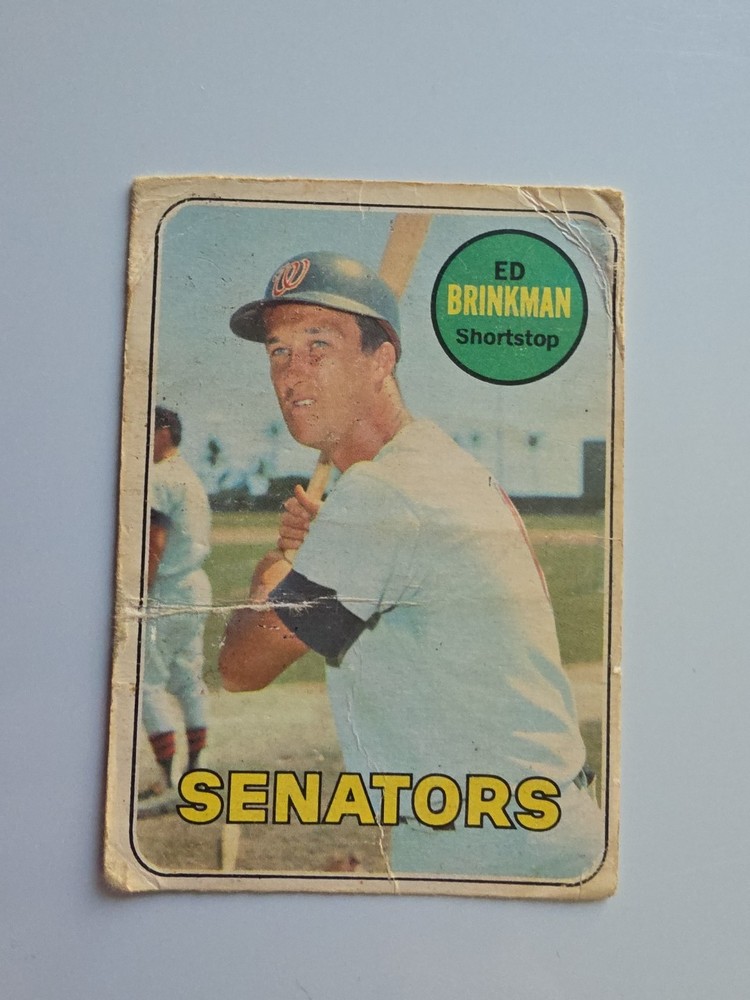 W
ED
BRINKMAN
Shortstop
SENATORS